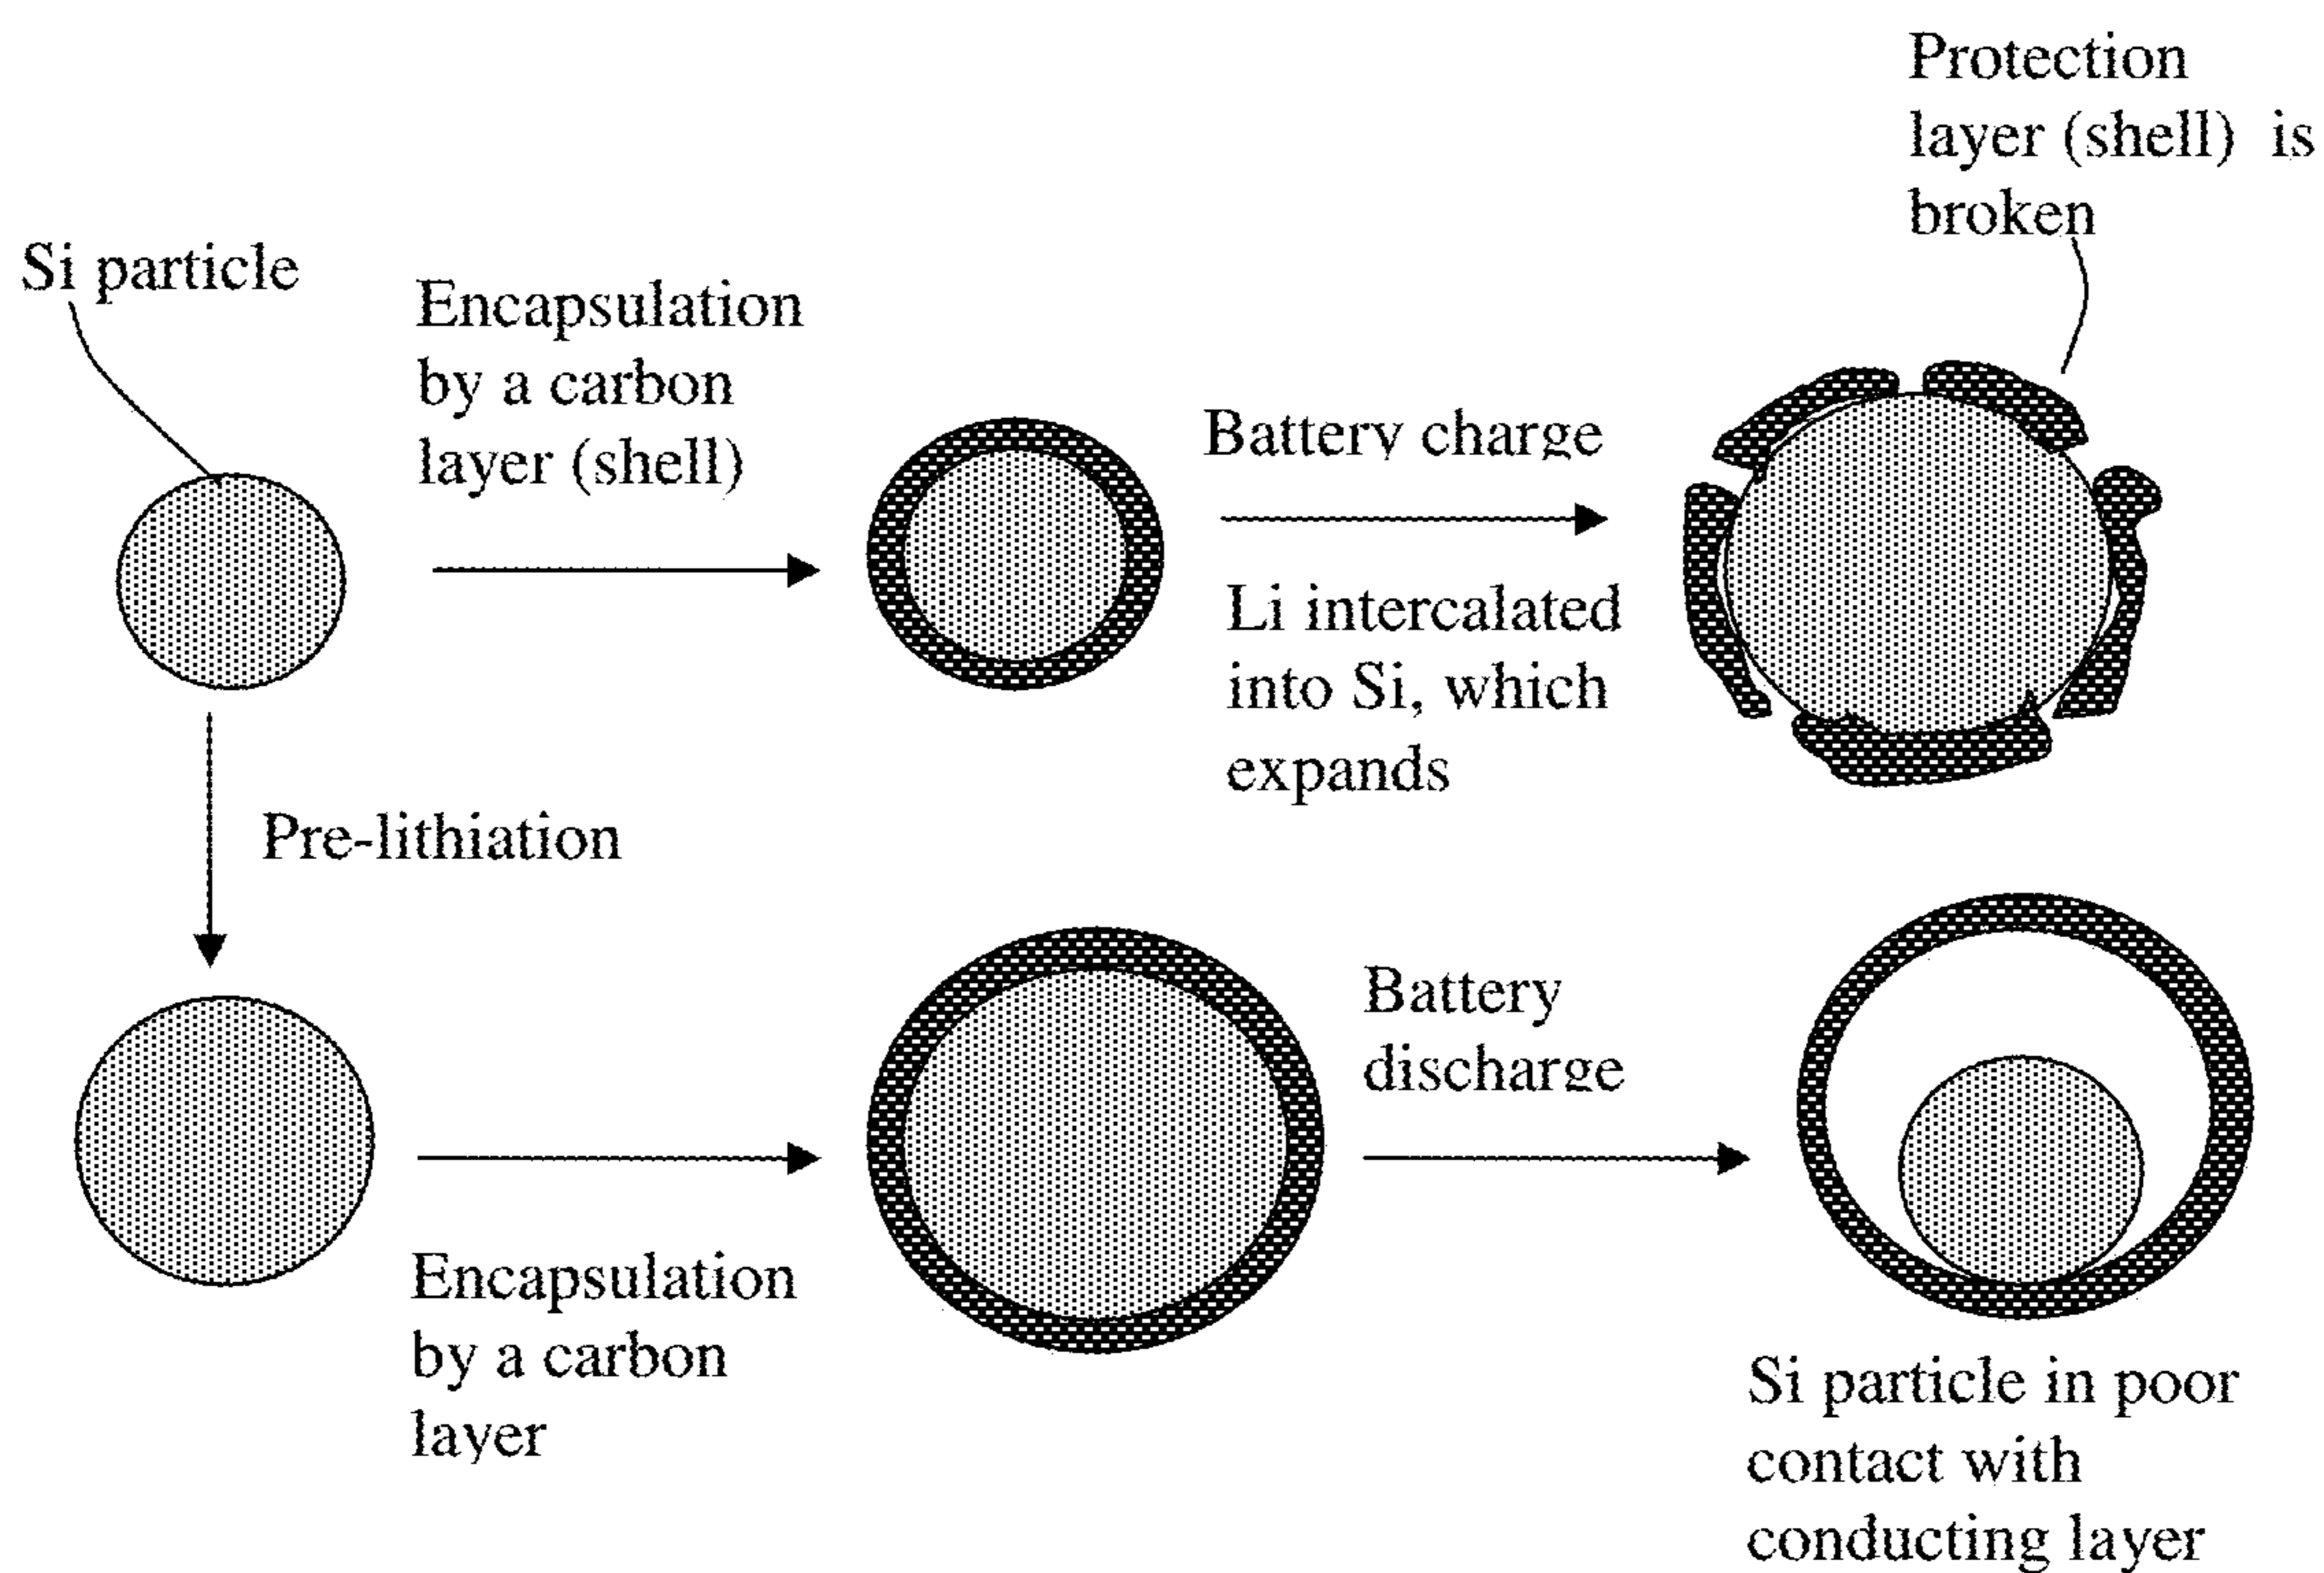 Protection
layer (shell) is
broken
Si particle
Encapsulation
by a carbon
layer (shell)
Battery charge
Li intercalated
into Si, which
expands
Pre-lithiation
Battery
discharge
Encapsulation
by a carbon
layer
Si particle in poor
contact with
conducting layer